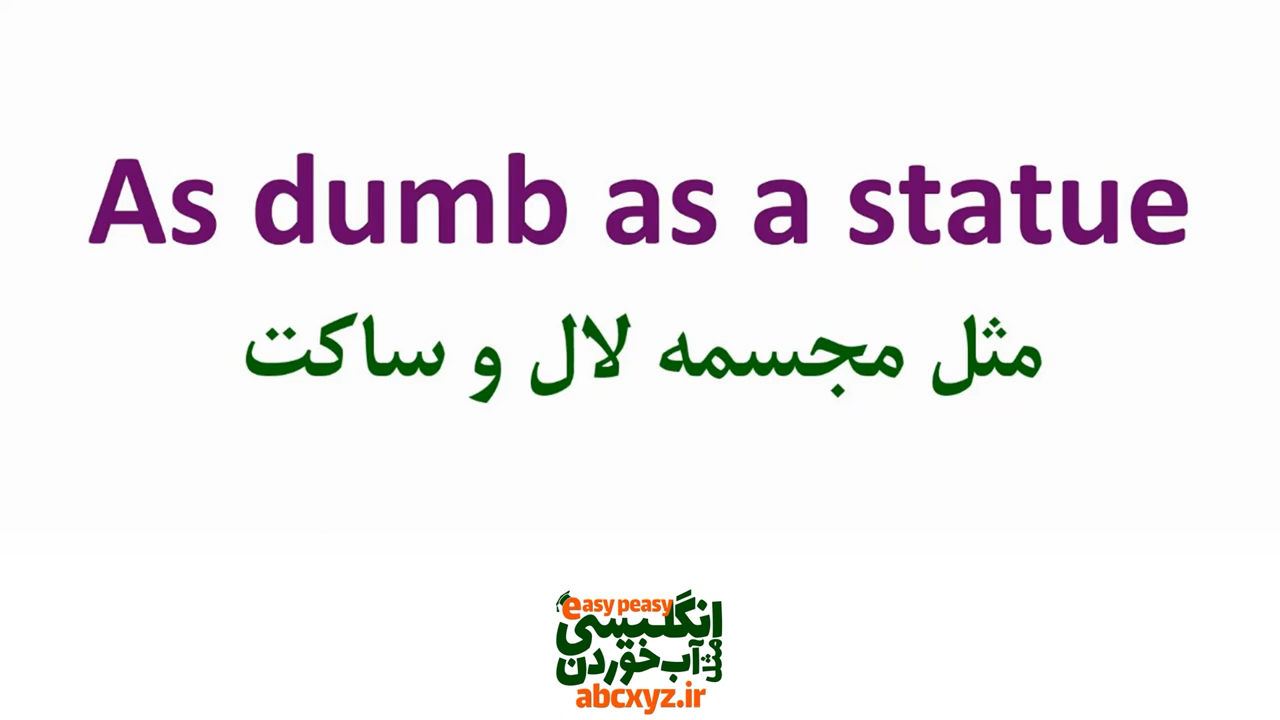 As dumb as a statue
مثل مجسمه لال و ساکت
easy peasy
انگلیسی
مثل آب خوردن
abcxyz.ir